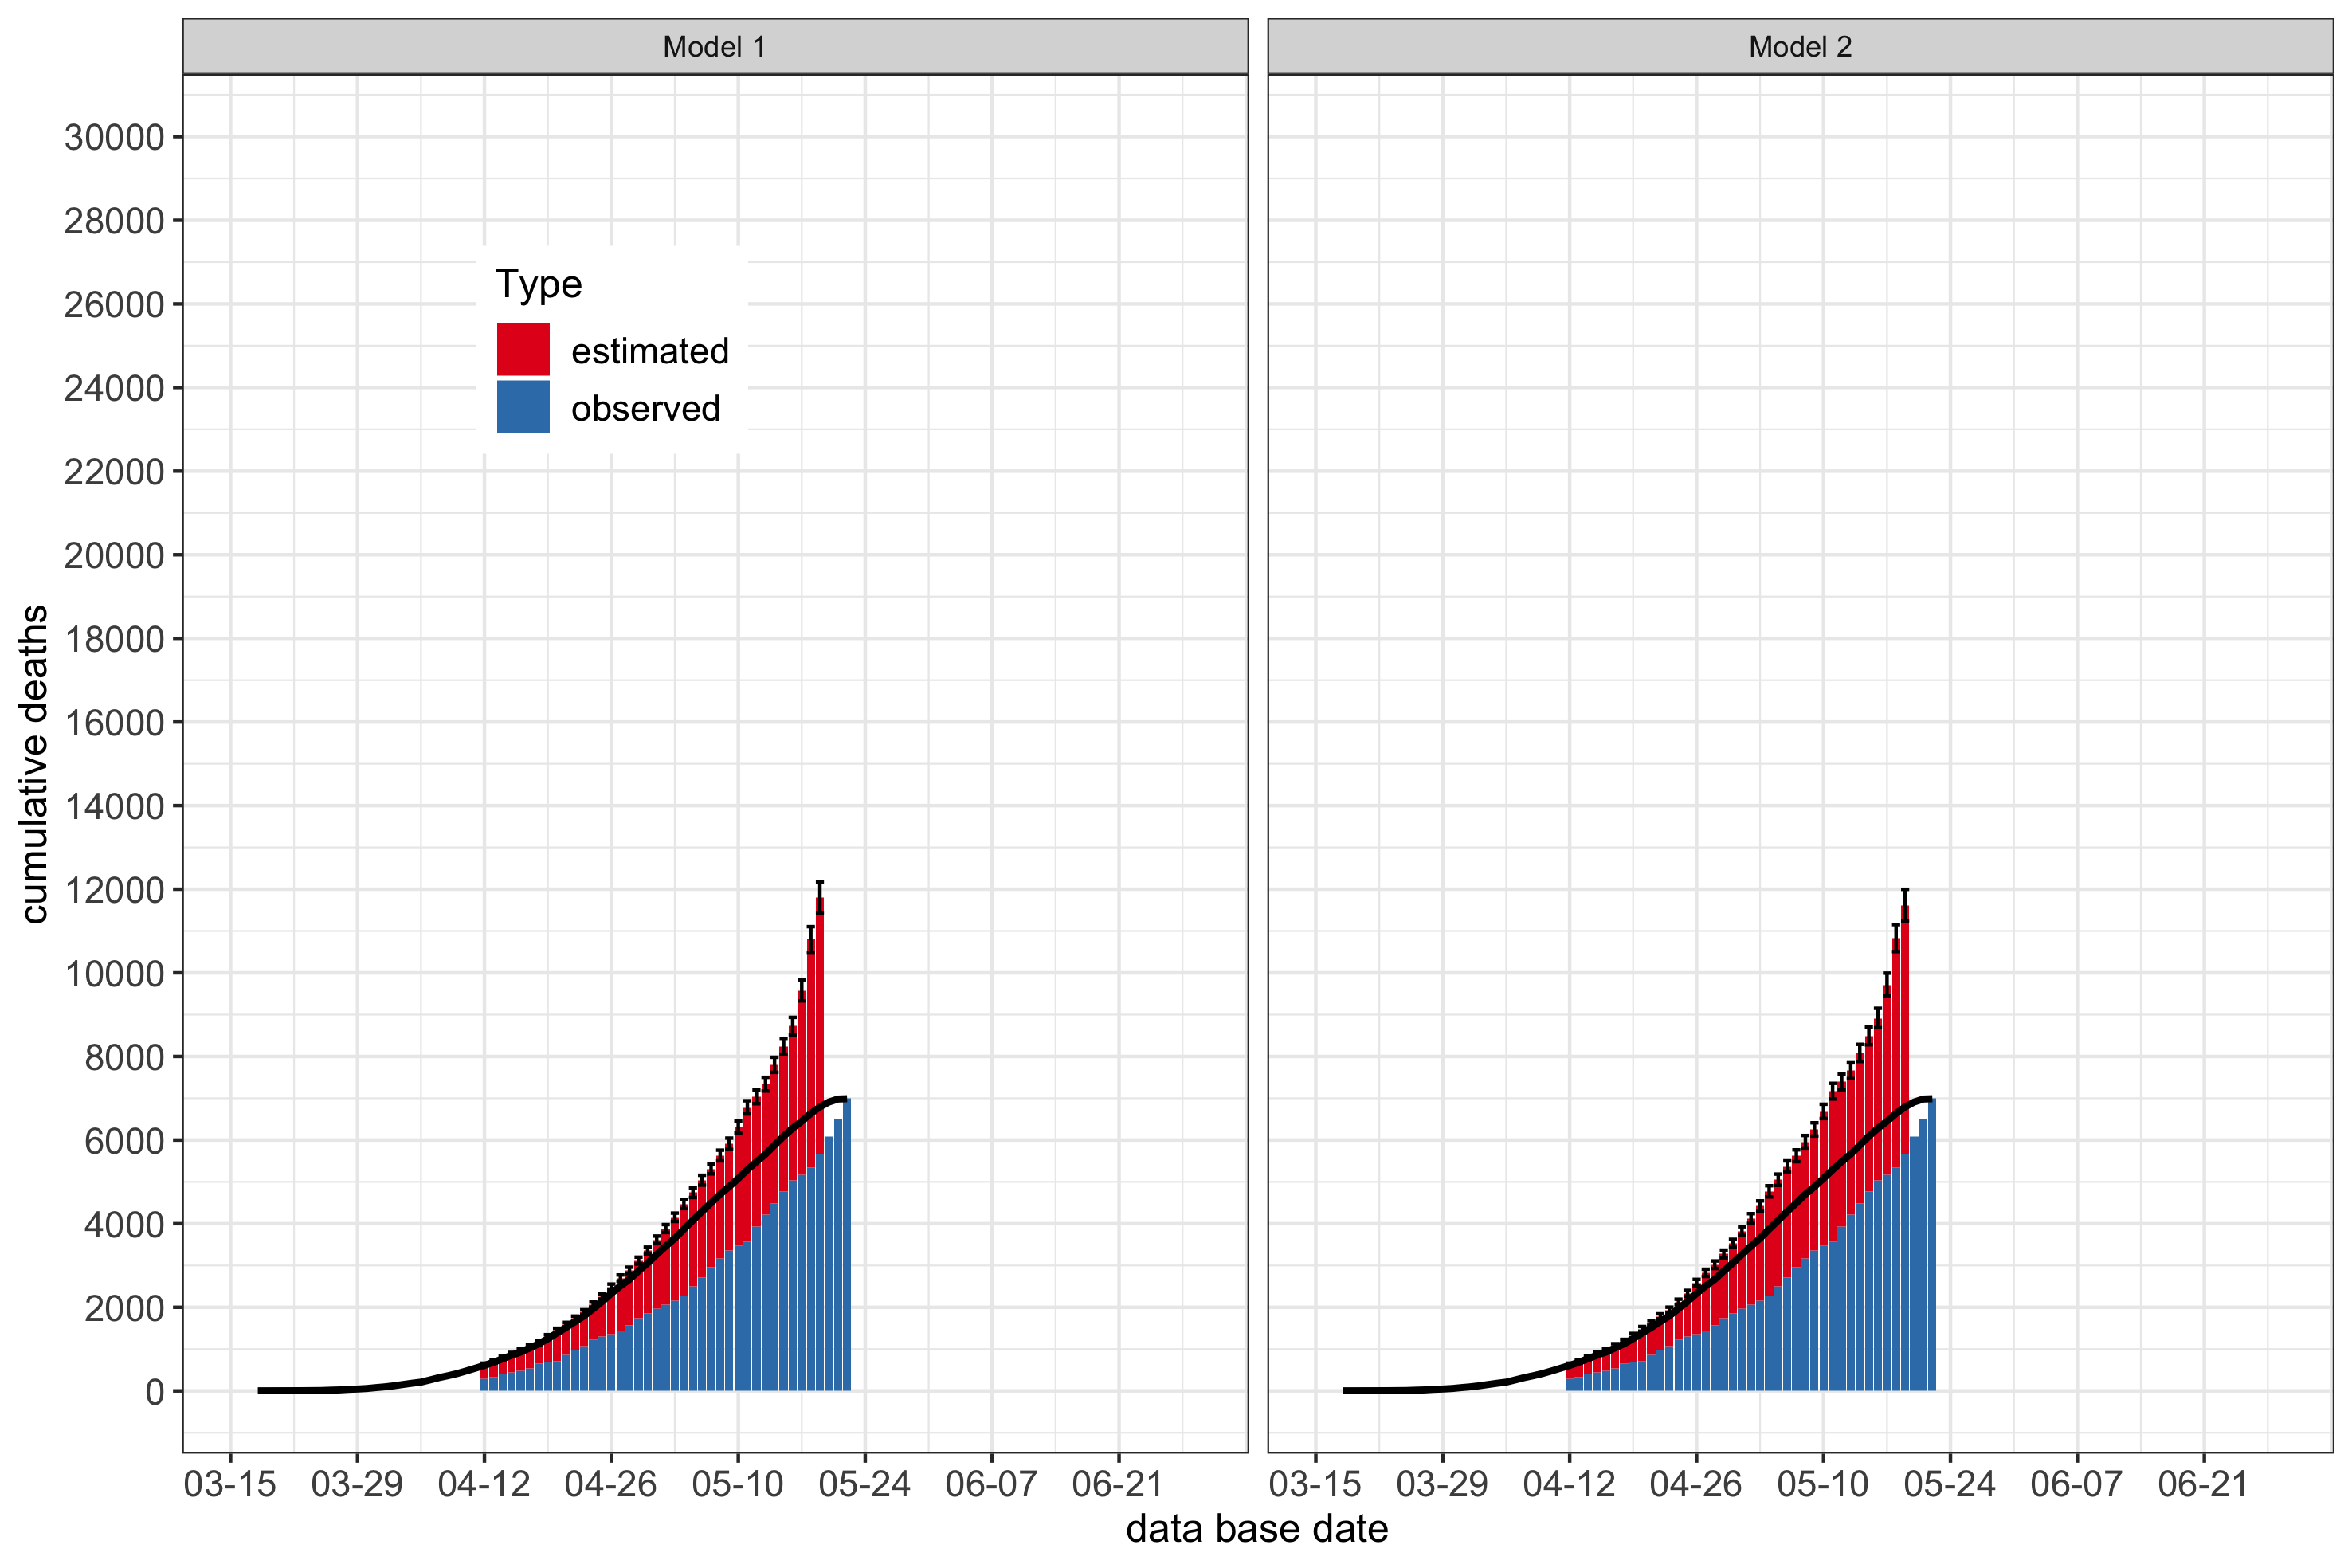 Model 1
Model 2
cumulative deaths
30000
28000
26000
24000
22000
20000
18000
16000
14000
12000
10000
8000
6000
4000
2000
0
Type
estimated
observed
03-15 03-29 04-12 04-26 05-10 05-24 06-07 06-21
03-15 03-29 04-12 04-26 05-10 05-24 06-07 06-21
data base date